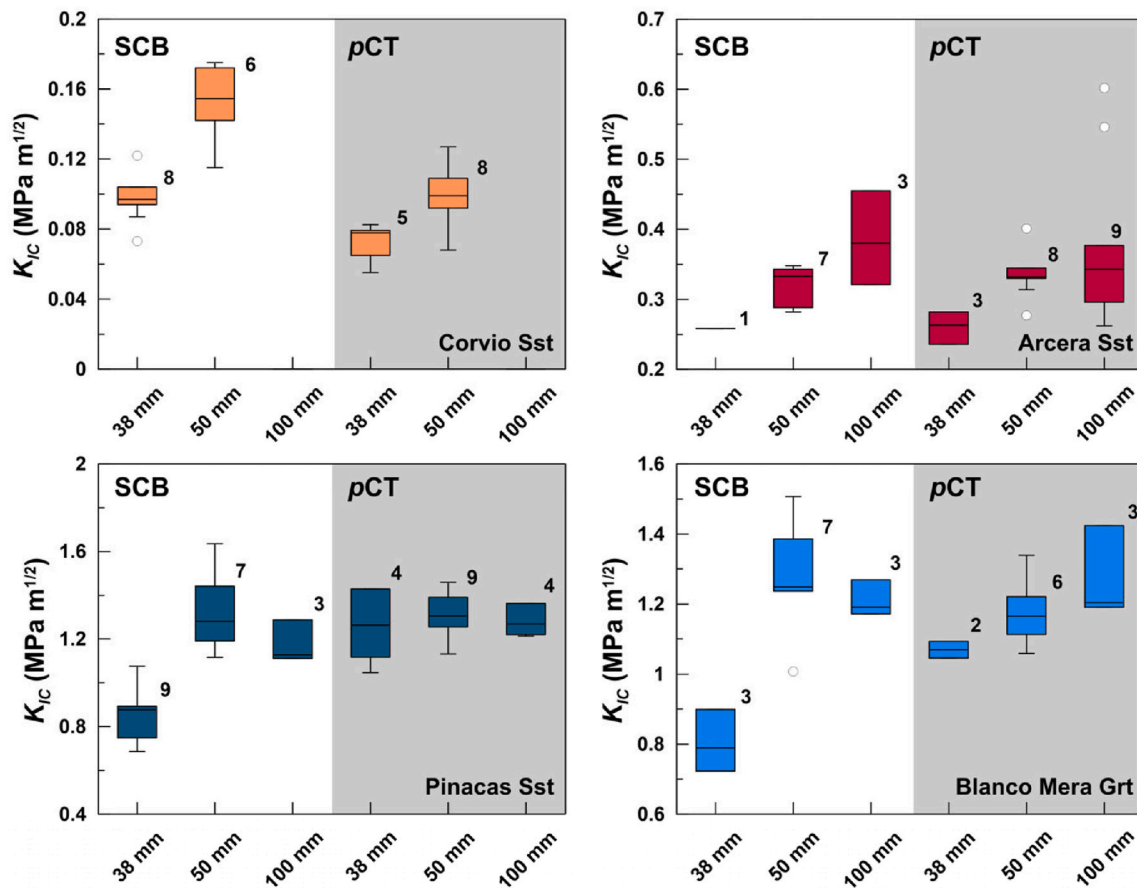 SCB
pCT
K_IC (MPa m^1/2)
0.2
0.16
0.12
0.08
0.04
0
8
6
5
8
Corvio Sst
38 mm
50 mm
100 mm
38 mm
50 mm
100 mm
SCB
pCT
K_IC (MPa m^1/2)
0.7
0.6
0.5
0.4
0.3
0.2
1
7
3
3
8
9
Arcera Sst
38 mm
50 mm
100 mm
38 mm
50 mm
100 mm
SCB
pCT
K_IC (MPa m^1/2)
2
1.6
1.2
0.8
0.4
9
7
3
4
9
4
Pinacas Sst
38 mm
50 mm
100 mm
38 mm
50 mm
100 mm
SCB
pCT
K_IC (MPa m^1/2)
1.6
1.4
1.2
1
0.8
0.6
3
7
3
2
6
3
Blanco Mera Grt
38 mm
50 mm
100 mm
38 mm
50 mm
100 mm